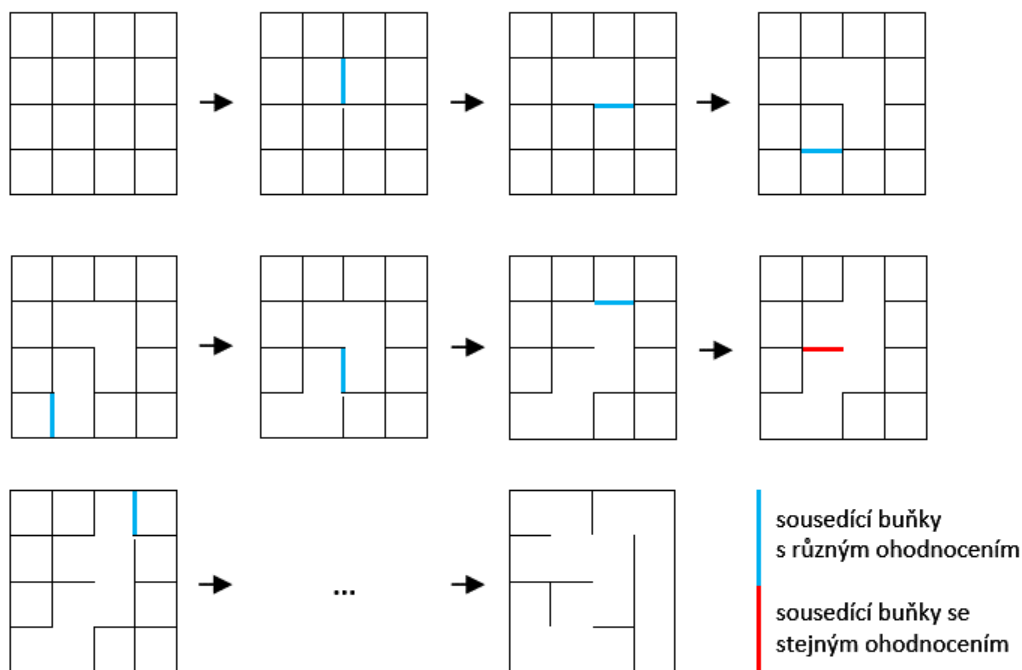 ...
sousedící buňky
s různým ohodnocením
sousedící buňky se
stejným ohodnocením